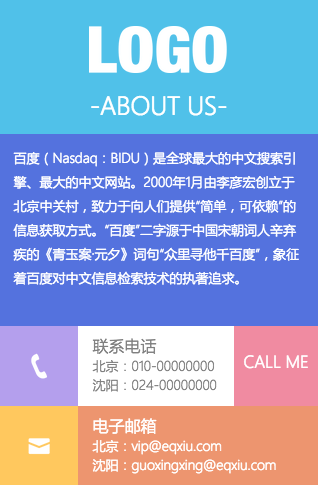 LOGO
-ABOUT US-
百度（Nasdaq：BIDU）是全球最大的中文搜索引
擎、最大的中文网站。2000年1月由李彦宏创立于
北京中关村，致力于向人们提供“简单，可依赖”的
信息获取方式。“百度”二字源于中国宋朝词人辛弃
疾的《青玉案·元夕》词句“众里寻他千百度”，象征
着百度对中文信息检索技术的执著追求。
联系电话
北京：010-00000000
沈阳：024-00000000
CALL ME
电子邮箱
北京：vip@eqxiu.com
沈阳：guoxingxing@eqxiu.com